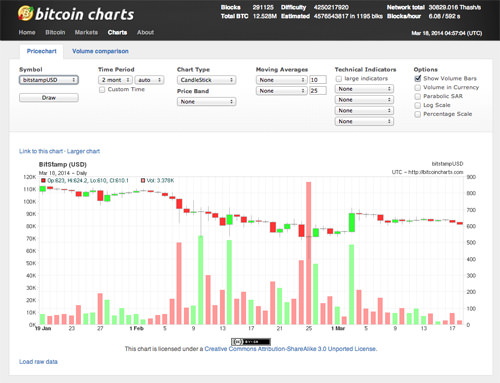 bitcoin charts
Blocks 291125 Difficulty 4250217920 Network total 30829.016 Thash/s
Total BTC 12.528M Estimated 4576543817 in 1195 blks Blocks/hour 6.06 / 592 s
Home Bitcoin Markets Charts About
Mar 18, 2014 04:57:04 (UTC)
Pricechart Volume comparison
Symbol Time Period Chart Type Moving Averages Technical Indicators Options
bitstampUSD 2 mont auto CandleStick None 10 large indicators Show Volume Bars
Draw Custom Time Price Band None 25 None Volume in Currency
None None Parabolic SAR
None Log Scale
None Percentage Scale
Link to this chart - Larger chart
BitStamp (USD) bitstampUSD
Mar 18, 2014 - Daily UTC - http://bitcoincharts.com
Op:623, Hi:624.2, Lo:610, Cl:610.1 Vol: 3.378K
120K 900
110K 800
100K 700
90K 600
80K
70K 500
60K 400
50K
40K 300
30K 200
20K
10K 100
0K 0
19 Jan 23 27 1 Feb 5 9 13 17 21 25 1 Mar 5 9 13 17
This chart is licensed under a Creative Commons Attribution-ShareAlike 3.0 Unported License.
Load raw data